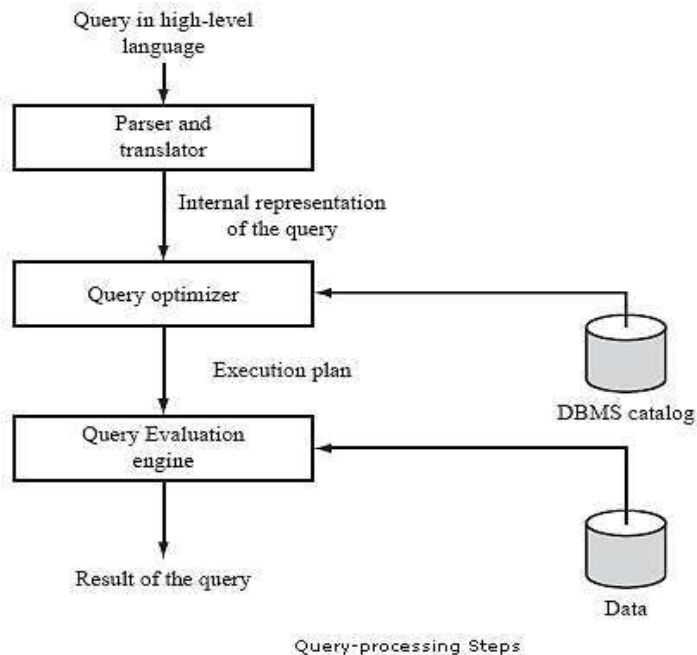 Query in high-level
language
Parser and
translator
Internal representation
of the query
Query optimizer
Execution plan
DBMS catalog
Query Evaluation
engine
Result of the query
Data
Query-processing Steps